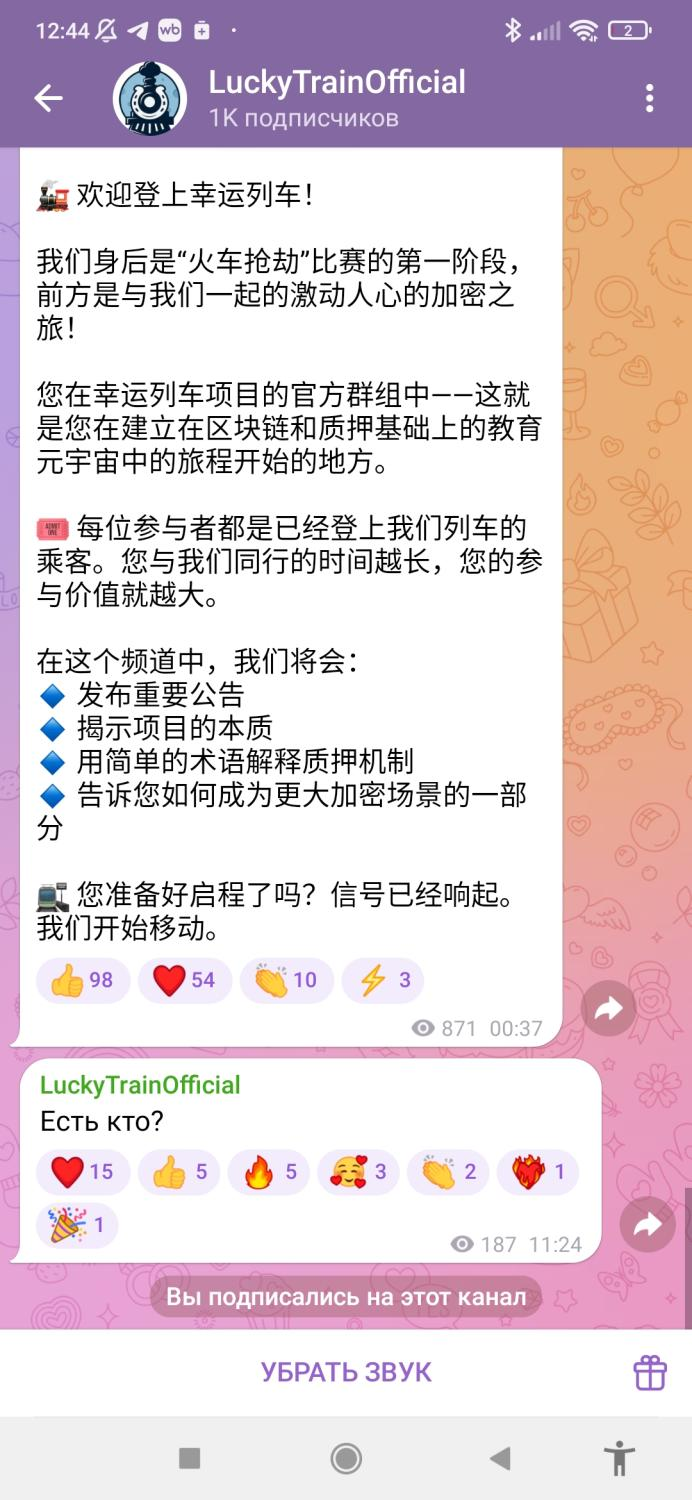 12:44 wb
2
LuckyTrainOfficial
1K подписчиков
🚂 欢迎登上幸运列车！
我们身后是“火车抢劫”比赛的第一阶段，
前方是与我们一起的激动人心的加密之
旅！
您在幸运列车项目的官方群组中——这就
是您在建立在区块链和质押基础上的教育
元宇宙中的旅程开始的地方。
🎟 每位参与者都是已经登上我们列车的
乘客。您与我们同行的时间越长，您的参
与价值就越大。
在这个频道中，我们将会：
🔷 发布重要公告
🔷 揭示项目的本质
🔷 用简单的术语解释质押机制
🔷 告诉您如何成为更大加密场景的一部
分
🚉 您准备好启程了吗？信号已经响起。
我们开始移动。
👍 98 ❤️ 54 👏 10 ⚡ 3
871 00:37
LuckyTrainOfficial
Есть кто?
❤️ 15 👍 5 🔥 5 🥰 3 👏 2 ❤️‍🔥 1
🎉 1
187 11:24
Вы подписались на этот канал
УБРАТЬ ЗВУК